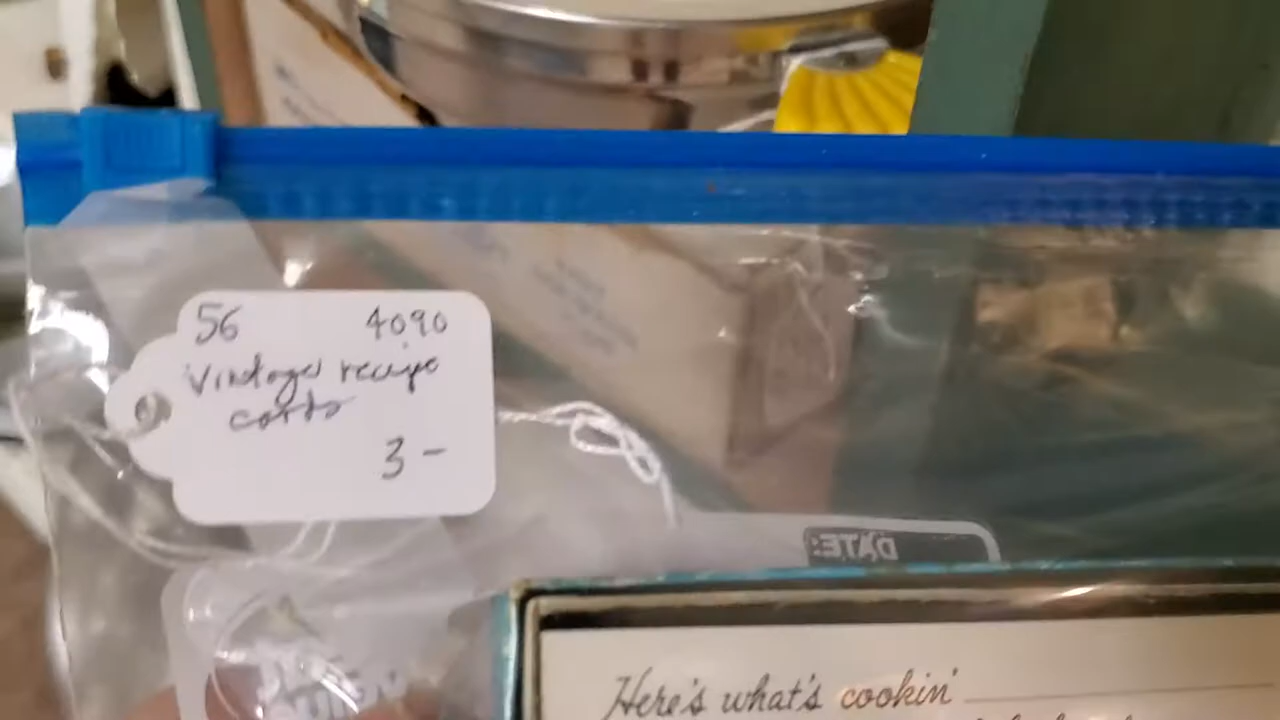 56 4090
Vintage recipe
cards
3 -
DATE:
Here's what's cookin'